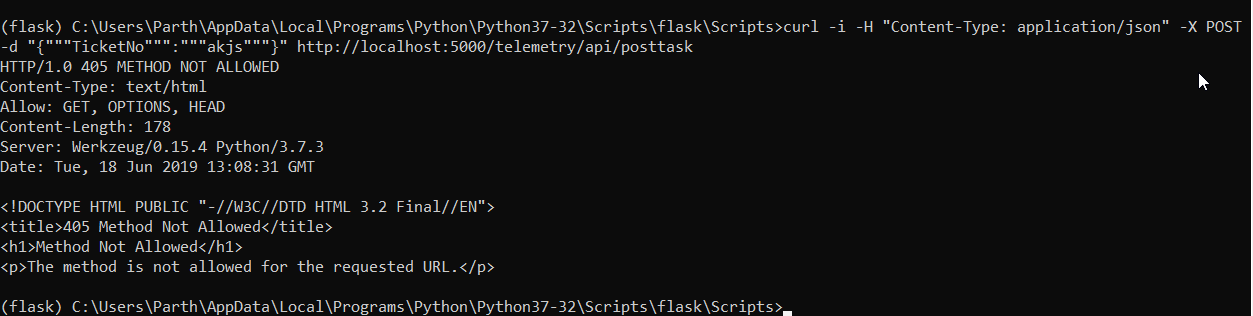 (flask) C:\Users\Parth\AppData\Local\Programs\Python\Python37-32\Scripts\flask\Scripts>curl -i -H "Content-Type: application/json" -X POST
-d "{"""TicketNo""":"""akjs"""}" http://localhost:5000/telemetry/api/posttask
HTTP/1.0 405 METHOD NOT ALLOWED
Content-Type: text/html
Allow: GET, OPTIONS, HEAD
Content-Length: 178
Server: Werkzeug/0.15.4 Python/3.7.3
Date: Tue, 18 Jun 2019 13:08:31 GMT

<!DOCTYPE HTML PUBLIC "-//W3C//DTD HTML 3.2 Final//EN">
<title>405 Method Not Allowed</title>
<h1>Method Not Allowed</h1>
<p>The method is not allowed for the requested URL.</p>

(flask) C:\Users\Parth\AppData\Local\Programs\Python\Python37-32\Scripts\flask\Scripts>